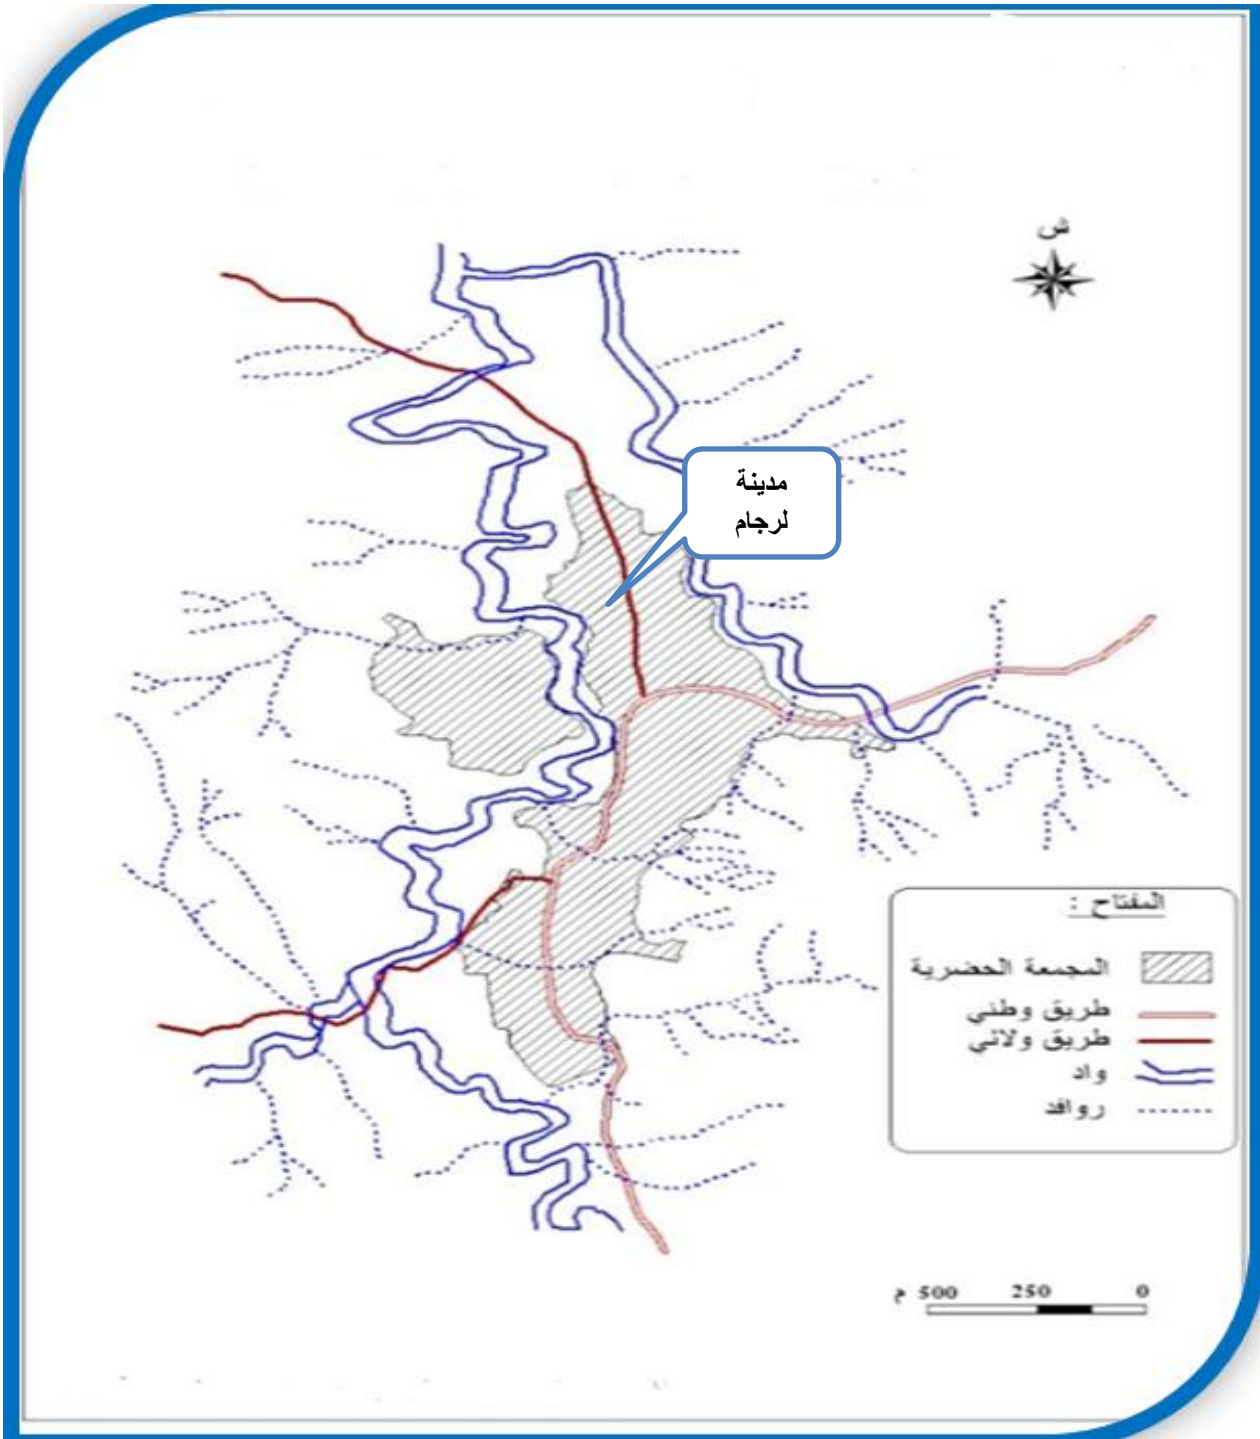 ش
مدينة
لرجام
المفتاح :
المجمعة الحضرية
طريق وطني
طريق ولائي
واد
روافد
0 250 500 م